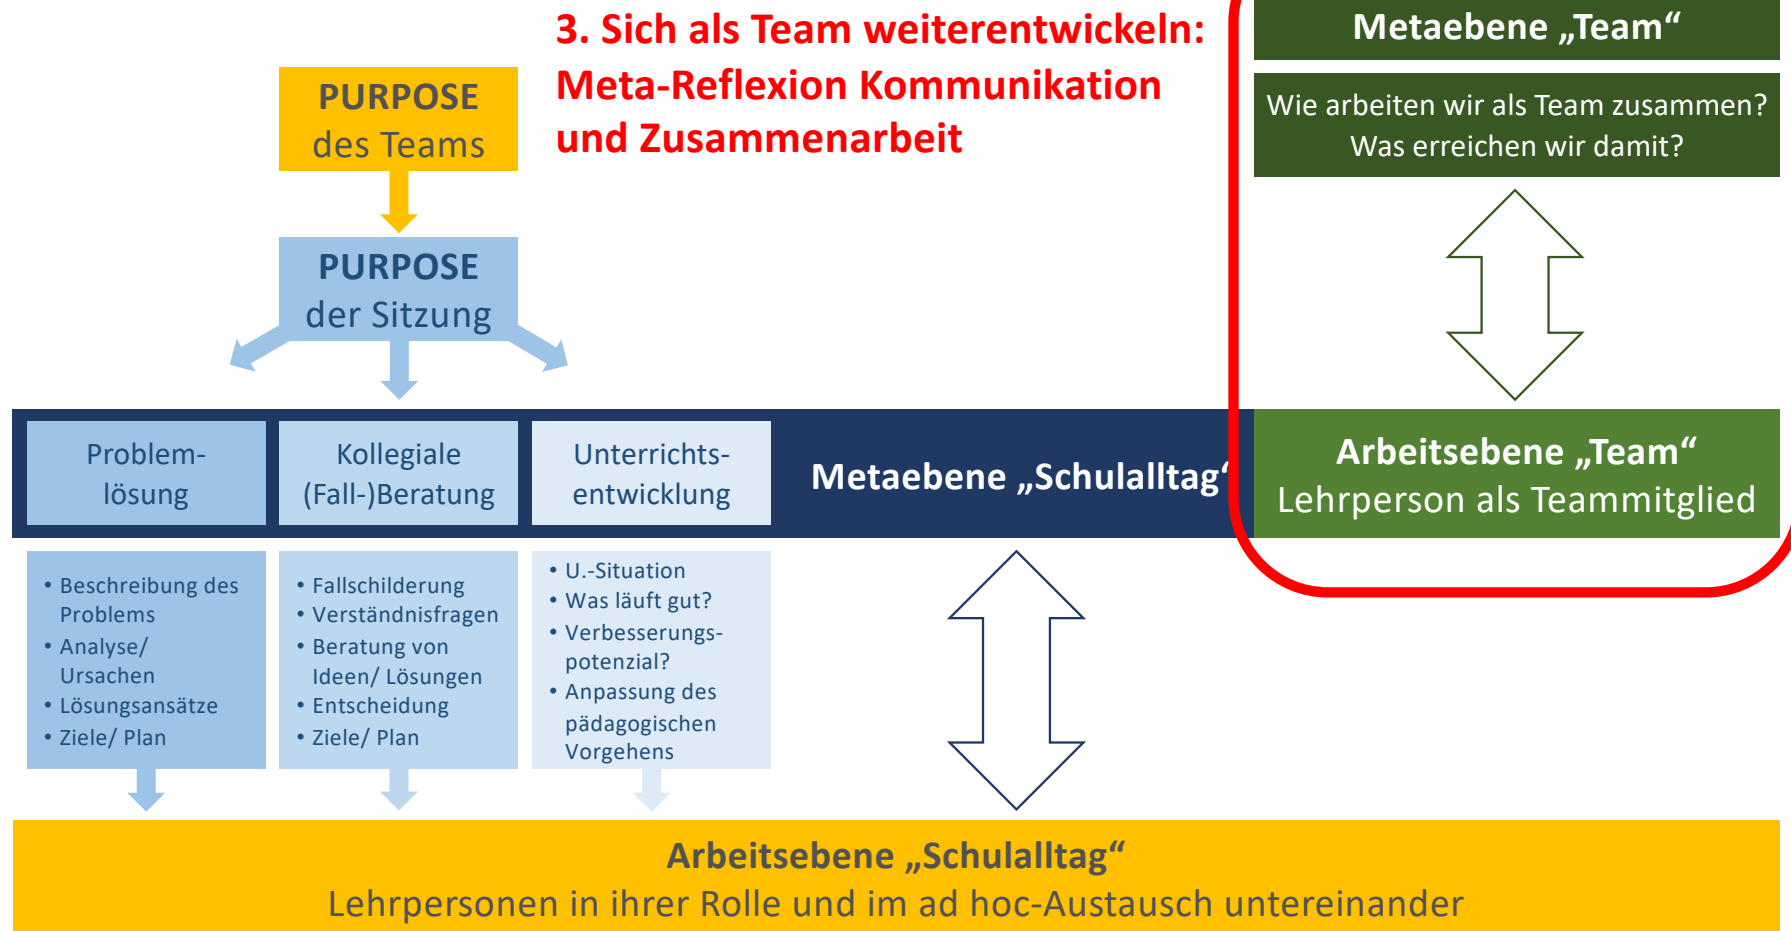 3. Sich als Team weiterentwickeln:
Meta-Reflexion Kommunikation
und Zusammenarbeit
Metaebene „Team“
Wie arbeiten wir als Team zusammen?
Was erreichen wir damit?
PURPOSE
des Teams
PURPOSE
der Sitzung
Problem-
lösung
Kollegiale
(Fall-)Beratung
Unterrichts-
entwicklung
Metaebene „Schulalltag“
Arbeitsebene „Team“
Lehrperson als Teammitglied
• Beschreibung des
Problems
• Analyse/
Ursachen
• Lösungsansätze
• Ziele/ Plan
• Fallschilderung
• Verständnisfragen
• Beratung von
Ideen/ Lösungen
• Entscheidung
• Ziele/ Plan
• U.-Situation
• Was läuft gut?
• Verbesserungs-
potenzial?
• Anpassung des
pädagogischen
Vorgehens
Arbeitsebene „Schulalltag“
Lehrpersonen in ihrer Rolle und im ad hoc-Austausch untereinander